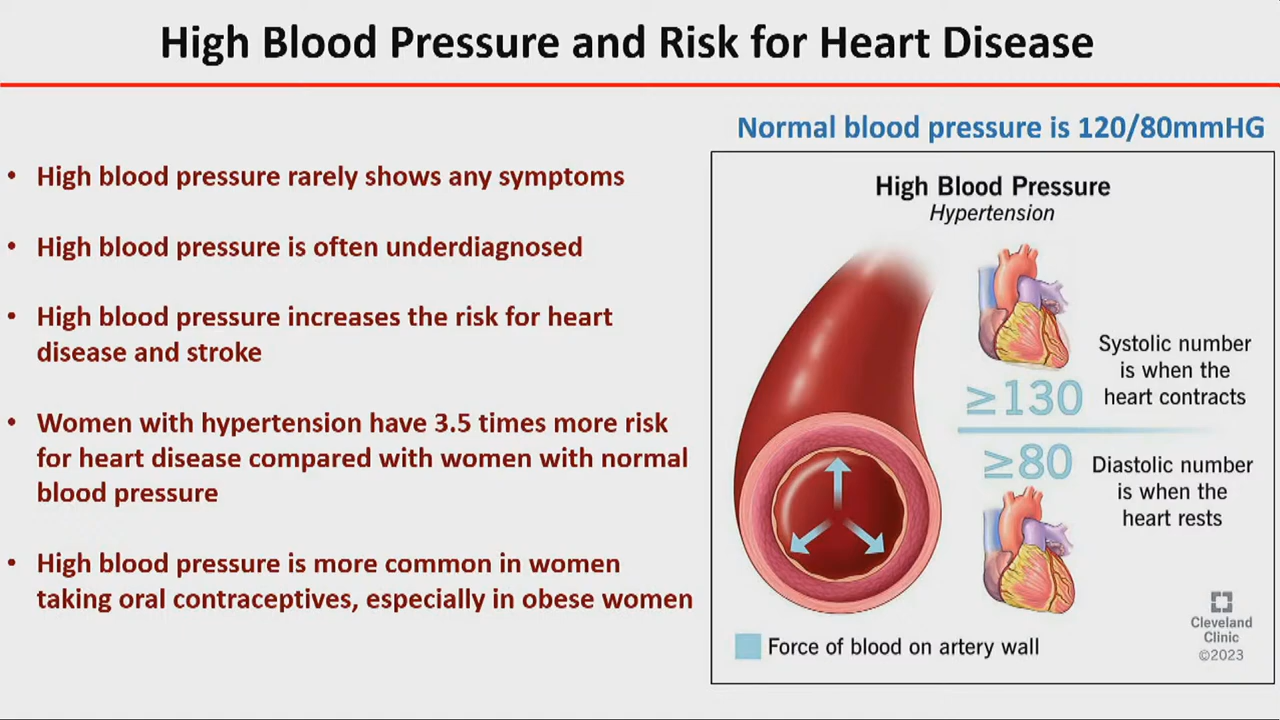 High Blood Pressure and Risk for Heart Disease
Normal blood pressure is 120/80mmHG
• High blood pressure rarely shows any symptoms
• High blood pressure is often underdiagnosed
• High blood pressure increases the risk for heart
disease and stroke
• Women with hypertension have 3.5 times more risk
for heart disease compared with women with normal
blood pressure
• High blood pressure is more common in women
taking oral contraceptives, especially in obese women
High Blood Pressure
Hypertension
≥130
Systolic number
is when the
heart contracts
≥80
Diastolic number
is when the
heart rests
Force of blood on artery wall
Cleveland
Clinic
©2023